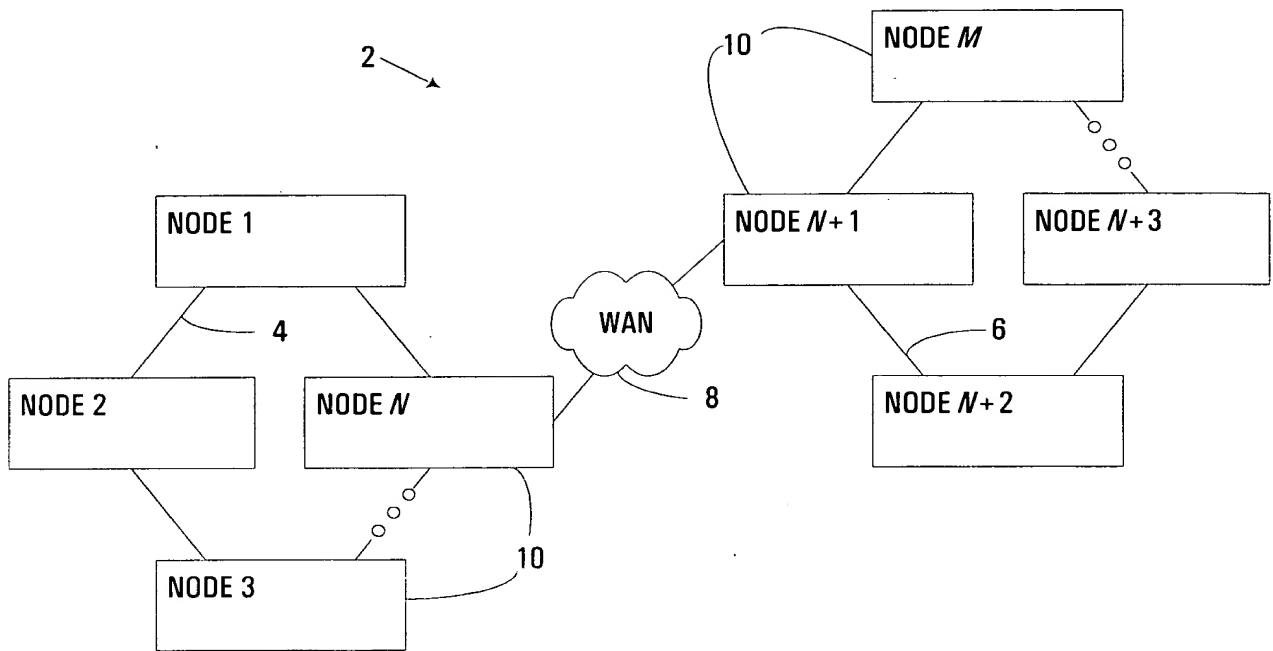 NODE M
10
2
NODE 1
NODE N+1
NODE N+3
4
WAN
6
NODE 2
NODE N
8
NODE N+2
10
NODE 3